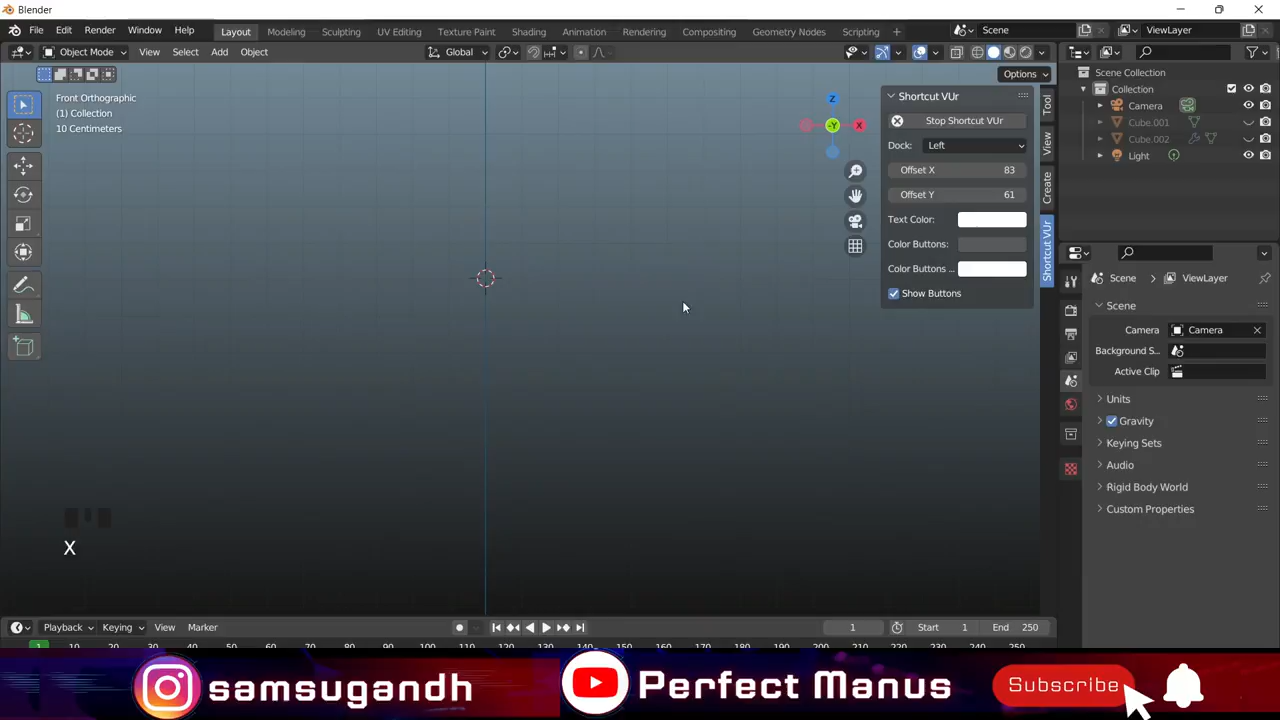 Blender
File Edit Render Window Help Layout Modeling Sculpting UV Editing Texture Paint Shading Animation Rendering Compositing Geometry Nodes Scripting + Scene ViewLayer
Object Mode View Select Add Object Global
Options
Front Orthographic
(1) Collection
10 Centimeters
Z
-Y
X
Shortcut VUr
Stop Shortcut VUr
Dock: Left
Offset X 83
Offset Y 61
Text Color:
Color Buttons:
Color Buttons ...
Show Buttons
Tool
View
Create
Shortcut VUr
Scene Collection
Collection
Camera
Cube.001
Cube.002
Light
Scene > ViewLayer
Scene
Camera Camera
Background S...
Active Clip
Units
Gravity
Keying Sets
Audio
Rigid Body World
Custom Properties
X
Playback Keying View Marker 1 Start 1 End 250
1 10 20 30 40 50 60 70 80 90 100 110 120 130 140 150 160 170 180 190 200 210 220 230 240 250
samsugandh Perfect Manus Subscribe